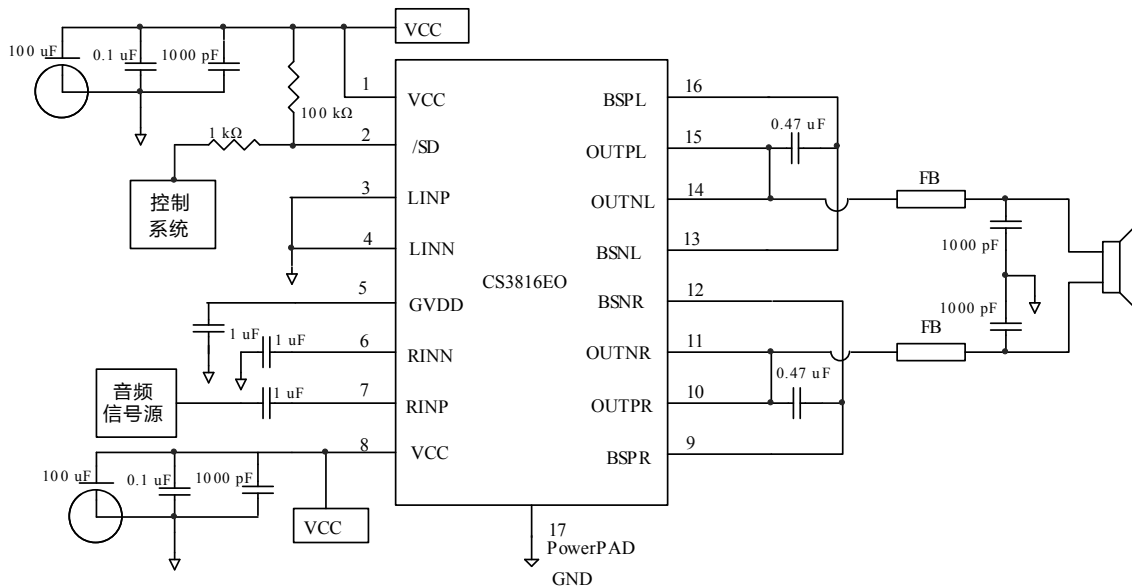 VCC
100 uF
0.1 uF
1000 pF
1
VCC
100 kΩ
1 kΩ
2
/SD
控制
系统
3
LINP
4
LINN
CS3816EO
5
GVDD
1 uF
1 uF
6
RINN
音频
信号源
1 uF
7
RINP
8
VCC
100 uF
0.1 uF
1000 pF
VCC
17
PowerPAD
GND
16
BSPL
0.47 uF
15
OUTPL
14
OUTNL
FB
13
BSNL
1000 pF
12
BSNR
1000 pF
11
OUTNR
FB
0.47 uF
10
OUTPR
9
BSPR